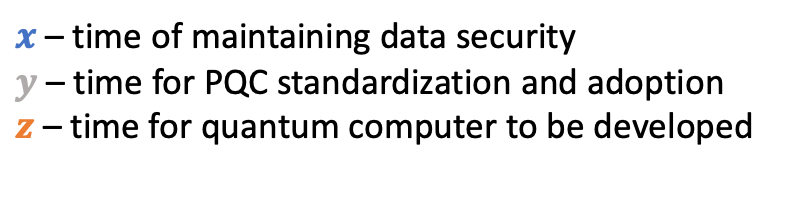 x – time of maintaining data security
y – time for PQC standardization and adoption
z – time for quantum computer to be developed